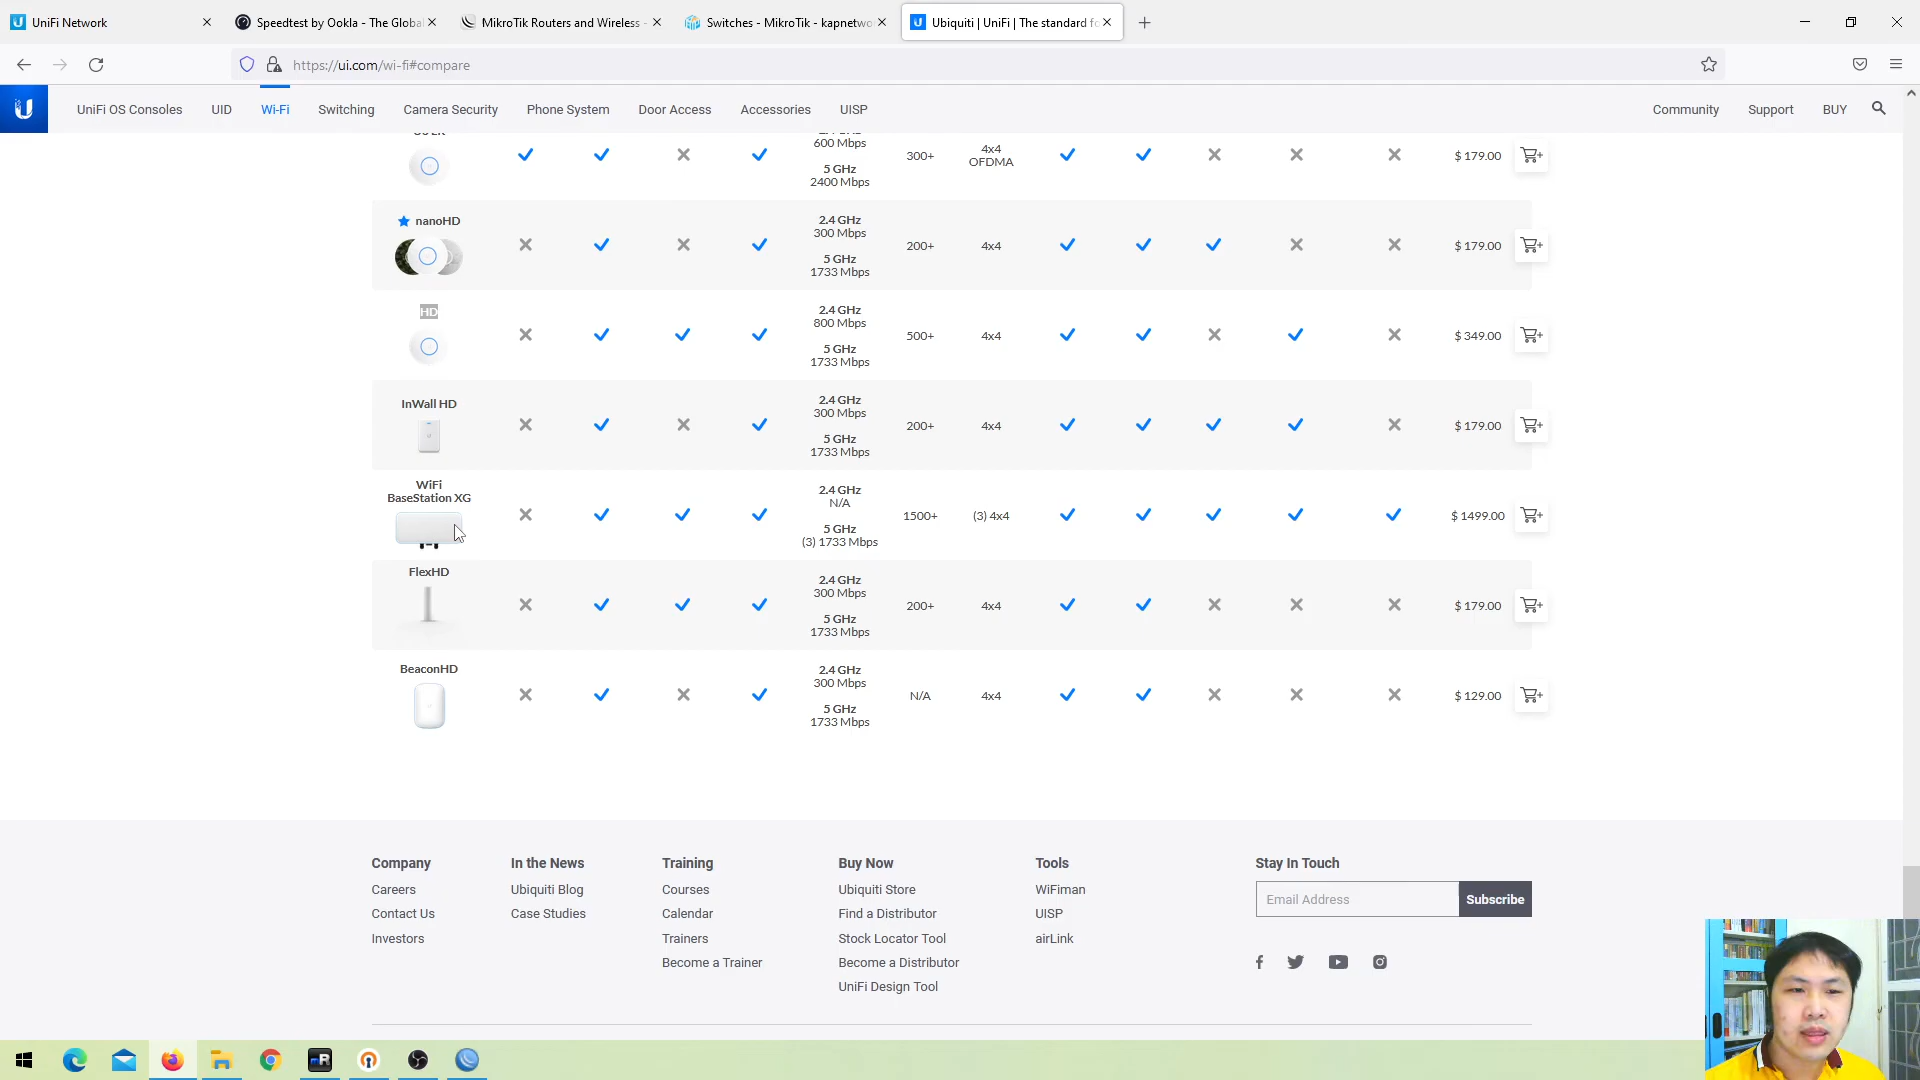 UniFi Network
Speedtest by Ookla - The Global
MikroTik Routers and Wireless -
Switches - MikroTik - kapnetwo
Ubiquiti | UniFi | The standard fo
https://ui.com/wi-fi#compare
UniFi OS Consoles UID Wi-Fi Switching Camera Security Phone System Door Access Accessories UISP Community Support BUY
600 Mbps
5 GHz
2400 Mbps
300+
4x4
OFDMA
$ 179.00
nanoHD
2.4 GHz
300 Mbps
5 GHz
1733 Mbps
200+
4x4
$ 179.00
HD
2.4 GHz
800 Mbps
5 GHz
1733 Mbps
500+
4x4
$ 349.00
InWall HD
2.4 GHz
300 Mbps
5 GHz
1733 Mbps
200+
4x4
$ 179.00
WiFi
BaseStation XG
2.4 GHz
N/A
5 GHz
(3) 1733 Mbps
1500+
(3) 4x4
$ 1499.00
FlexHD
2.4 GHz
300 Mbps
5 GHz
1733 Mbps
200+
4x4
$ 179.00
BeaconHD
2.4 GHz
300 Mbps
5 GHz
1733 Mbps
N/A
4x4
$ 129.00
Company
Careers
Contact Us
Investors
In the News
Ubiquiti Blog
Case Studies
Training
Courses
Calendar
Trainers
Become a Trainer
Buy Now
Ubiquiti Store
Find a Distributor
Stock Locator Tool
Become a Distributor
UniFi Design Tool
Tools
WiFiman
UISP
airLink
Stay In Touch
Email Address
Subscribe